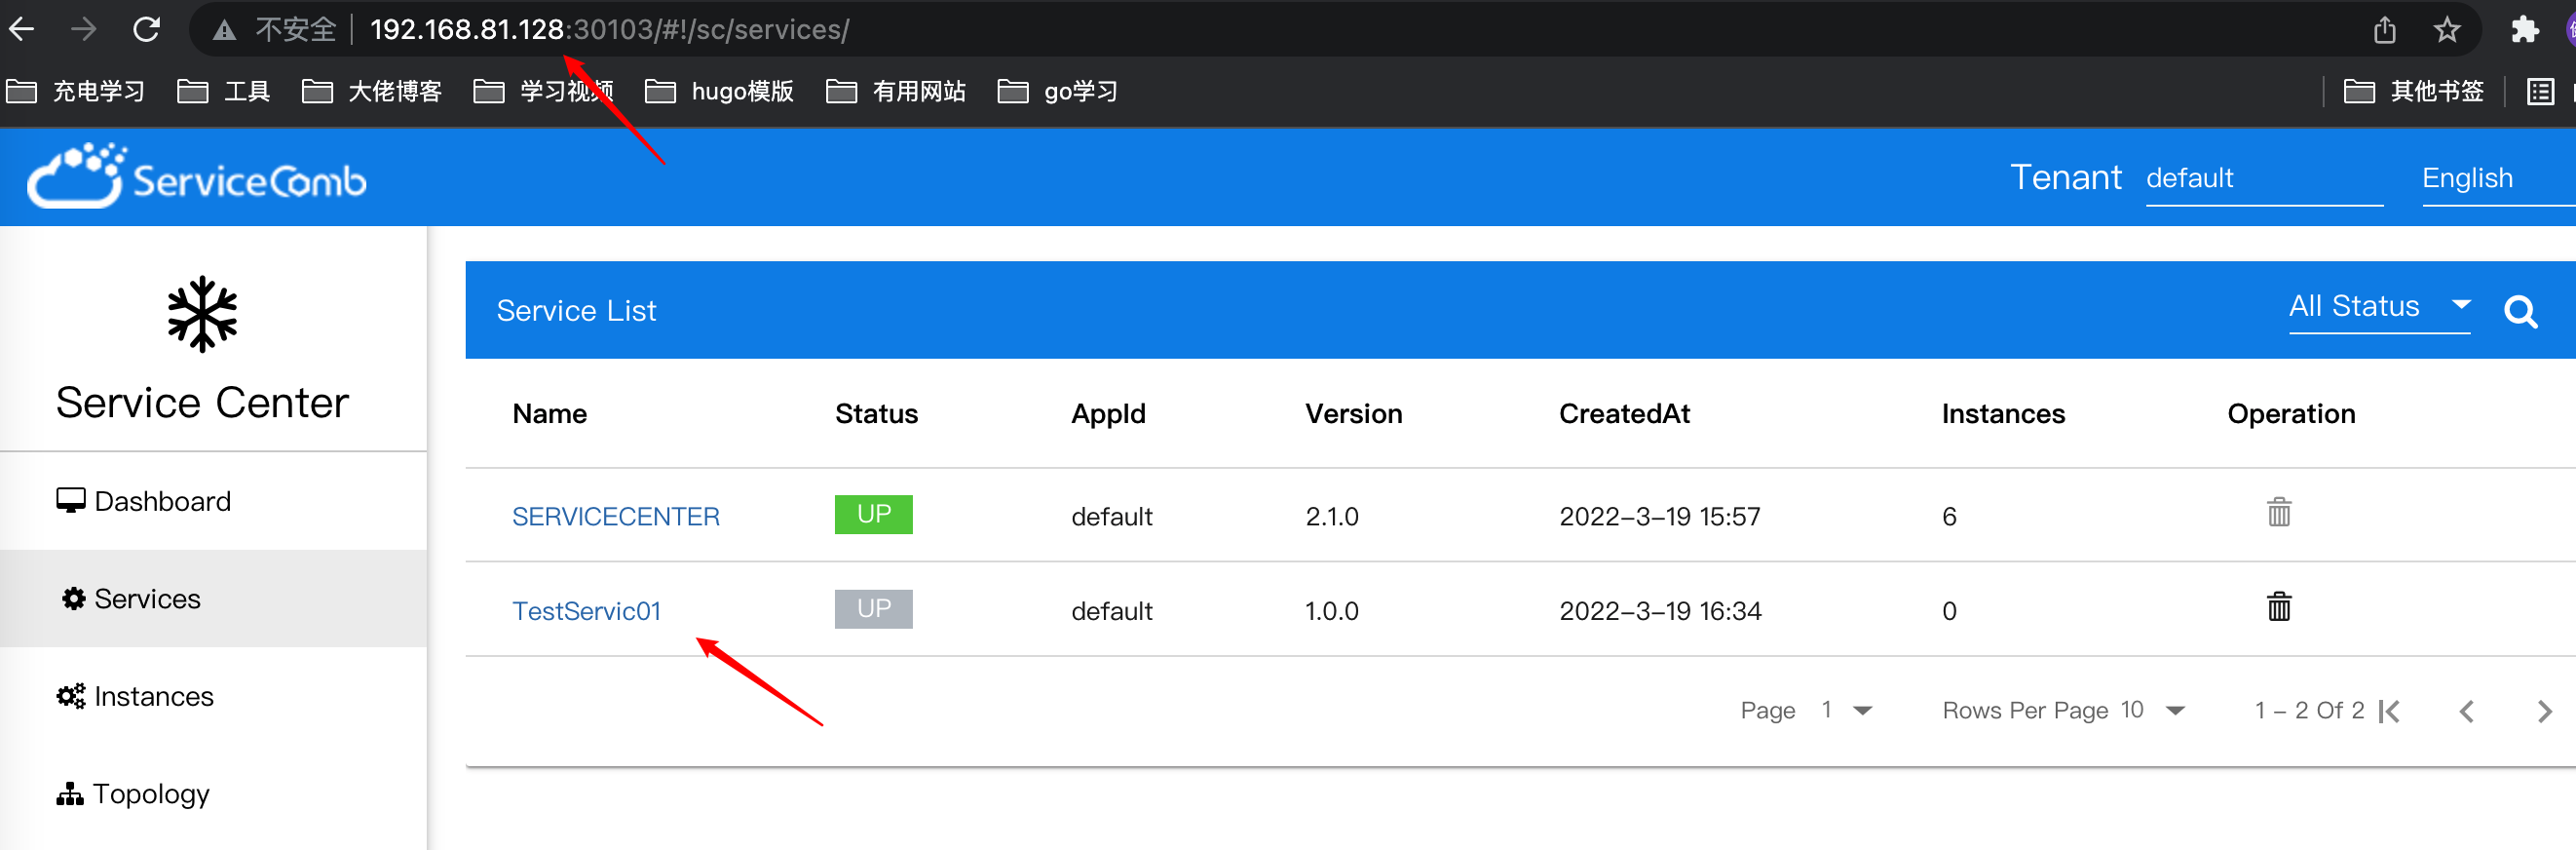 不安全 192.168.81.128:30103/#!/sc/services/
充电学习 工具 大佬博客 学习视频 hugo模版 有用网站 go学习 其他书签
ServiceComb Tenant default English
Service Center
Dashboard
Services
Instances
Topology
Service List All Status
Name Status AppId Version CreatedAt Instances Operation
SERVICECENTER UP default 2.1.0 2022-3-19 15:57 6
TestServic01 UP default 1.0.0 2022-3-19 16:34 0
Page 1 Rows Per Page 10 1 - 2 Of 2